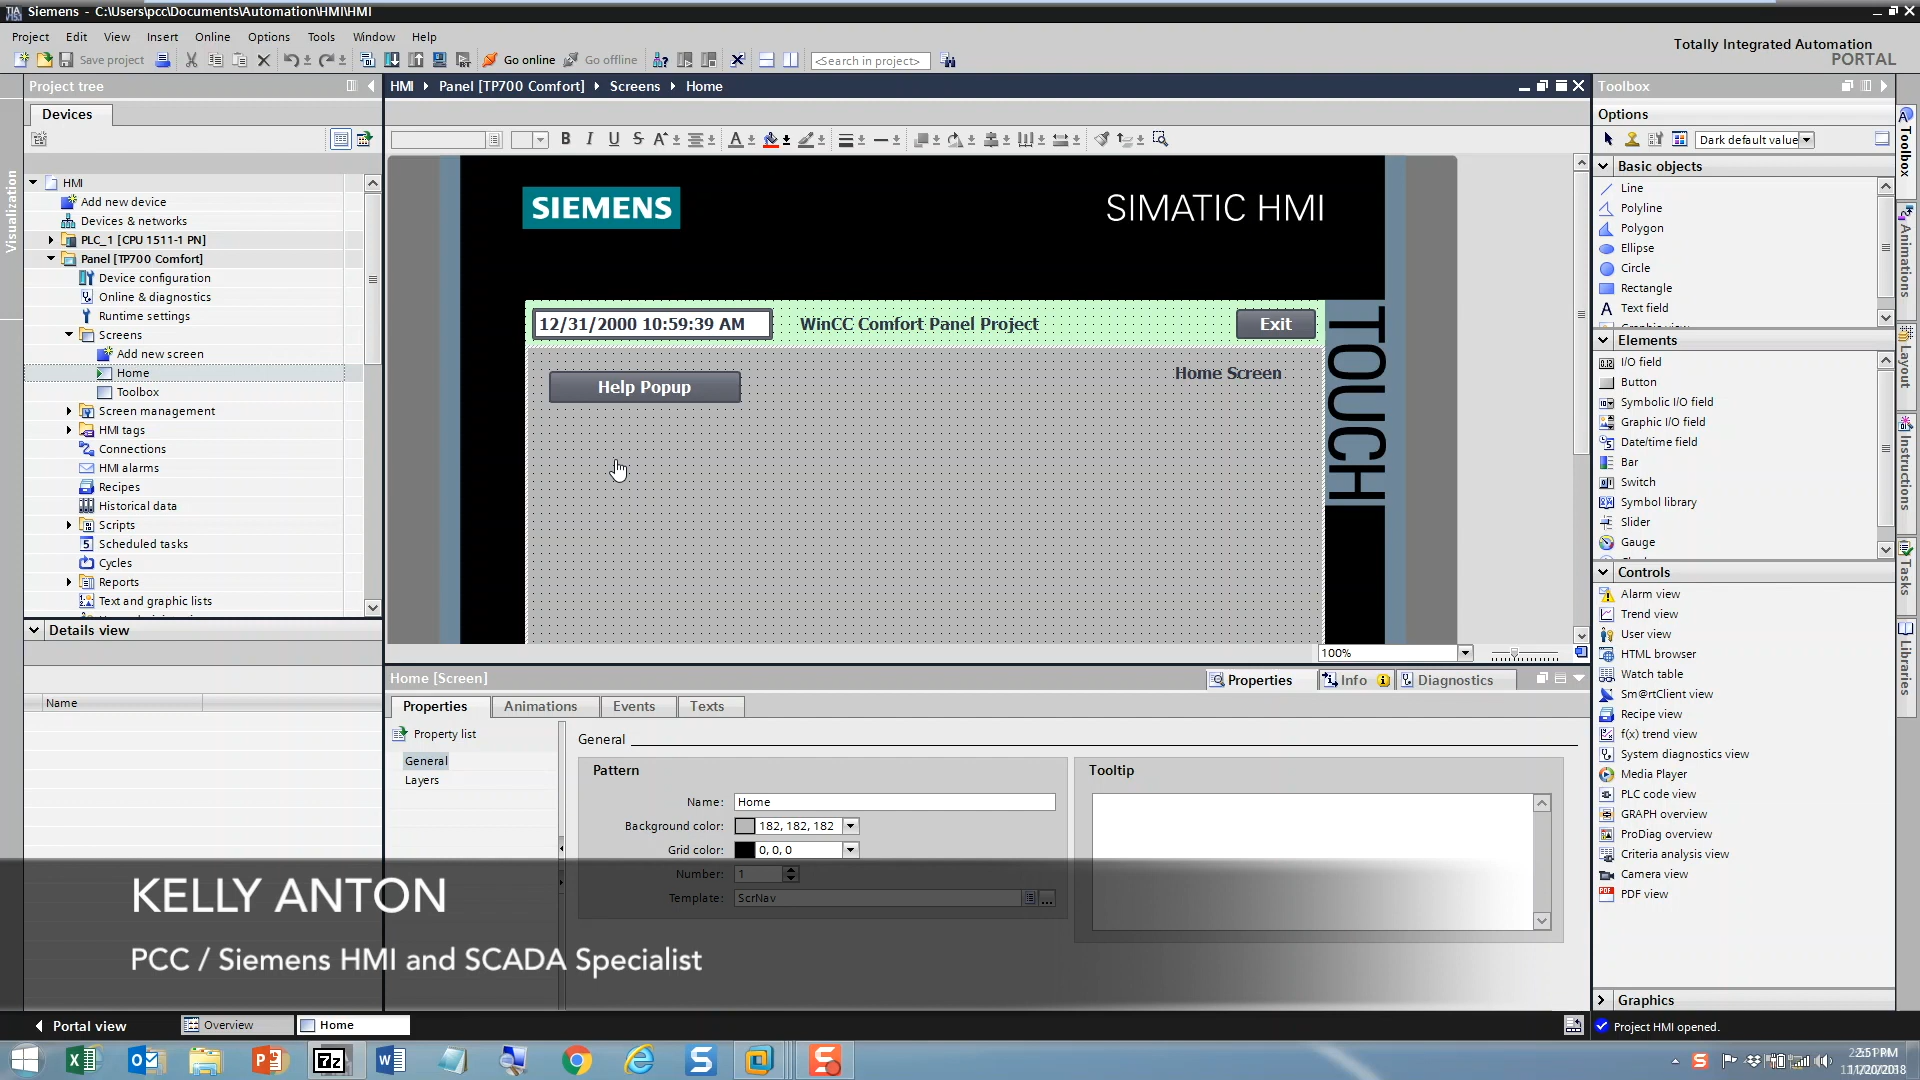 Siemens - C:\Users\pcc\Documents\Automation\HMI\HMI
Project Edit View Insert Online Options Tools Window Help
Totally Integrated Automation
PORTAL
Save project
Go online
Go offline
<Search in project>
Project tree
Devices
Visualization
HMI
Add new device
Devices & networks
PLC_1 [CPU 1511-1 PN]
Panel [TP700 Comfort]
Device configuration
Online & diagnostics
Runtime settings
Screens
Add new screen
Home
Toolbox
Screen management
HMI tags
Connections
HMI alarms
Recipes
Historical data
Scripts
Scheduled tasks
Cycles
Reports
Text and graphic lists
Details view
Name
HMI Panel [TP700 Comfort] Screens Home
SIEMENS
SIMATIC HMI
12/31/2000 10:59:39 AM
WinCC Comfort Panel Project
Exit
Help Popup
Home Screen
TOUCH
100%
Home [Screen]
Properties Info Diagnostics
Properties Animations Events Texts
Property list
General
Layers
General
Pattern
Name: Home
Background color: 182, 182, 182
Grid color: 0, 0, 0
Number: 1
Template: ScrNav
Tooltip
Toolbox
Options
Dark default value
Basic objects
Line
Polyline
Polygon
Ellipse
Circle
Rectangle
Text field
Elements
I/O field
Button
Symbolic I/O field
Graphic I/O field
Date/time field
Bar
Switch
Symbol library
Slider
Gauge
Controls
Alarm view
Trend view
User view
HTML browser
Watch table
Sm@rtClient view
Recipe view
f(x) trend view
System diagnostics view
Media Player
PLC code view
GRAPH overview
ProDiag overview
Criteria analysis view
Camera view
PDF view
Graphics
Toolbox
Animations
Layout
Instructions
Tasks
Libraries
KELLY ANTON
PCC / Siemens HMI and SCADA Specialist
Portal view
Overview
Home
Project HMI opened.